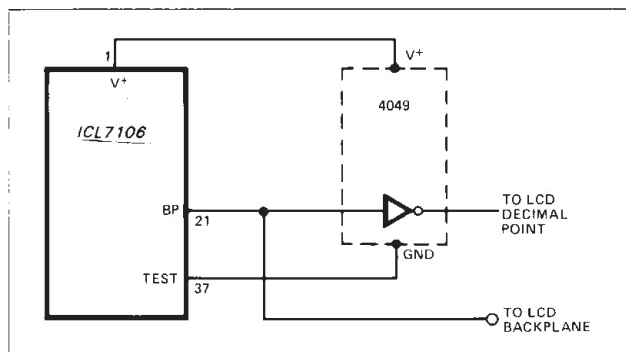 1
V+
V+
ICL7106
4049
BP
21
TO LCD
DECIMAL
POINT
GND
TEST
37
TO LCD
BACKPLANE